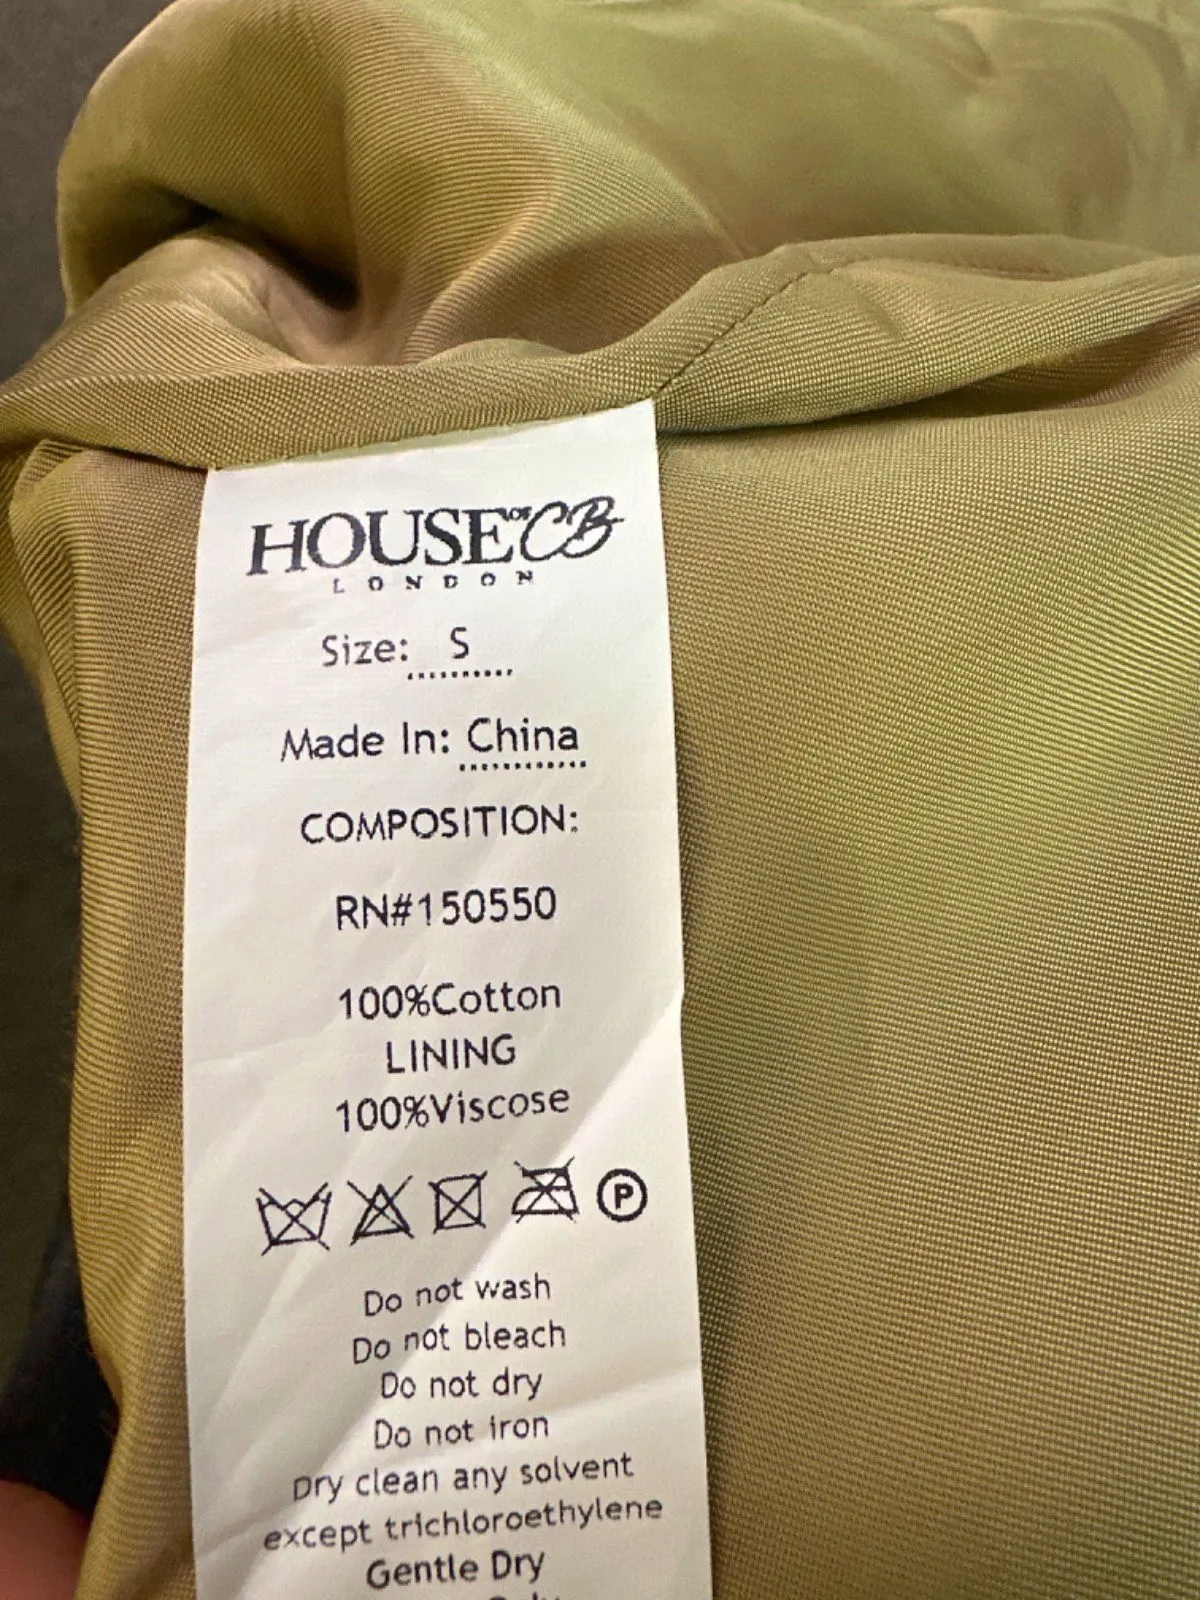 HOUSE OF CB
LONDON
Size: S
Made In: China
COMPOSITION:
RN#150550
100%Cotton
LINING
100%Viscose
P
Do not wash
Do not bleach
Do not dry
Do not iron
Dry clean any solvent
except trichloroethylene
Gentle Dry